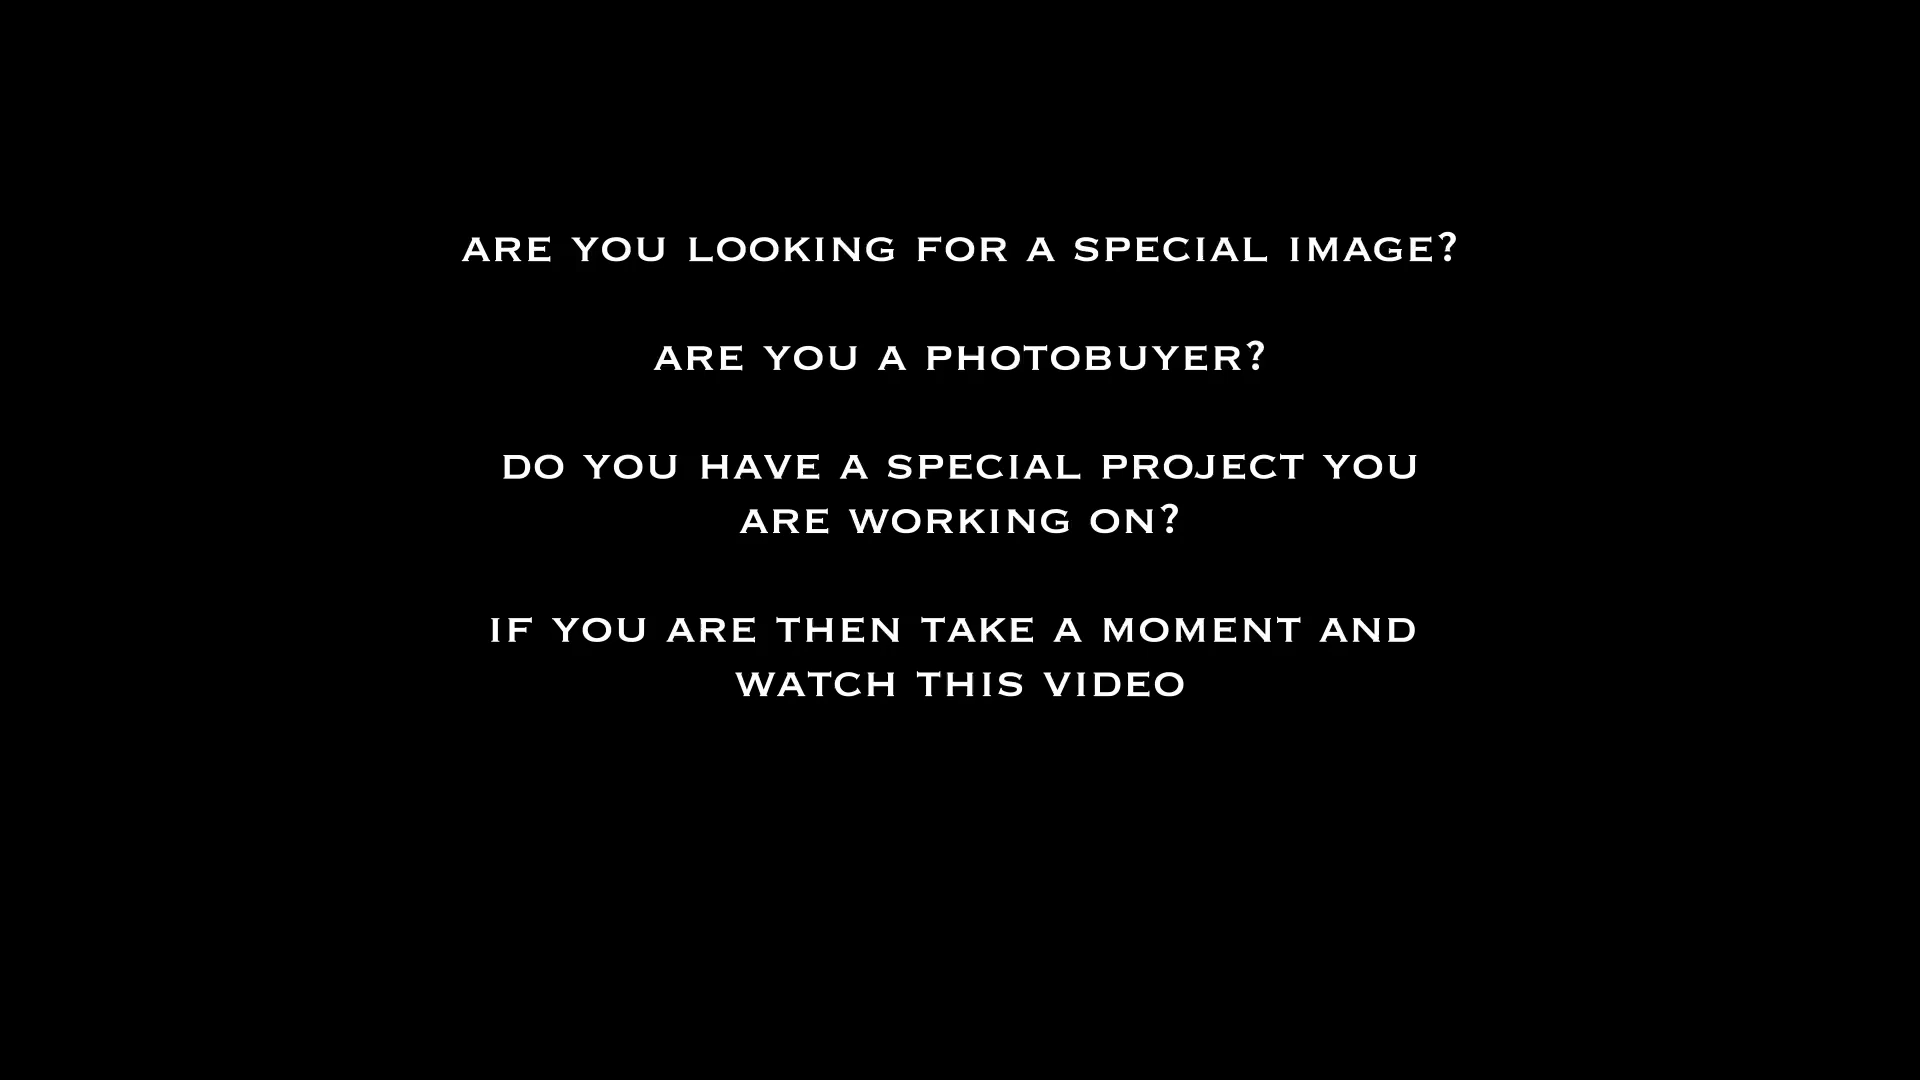 ARE YOU LOOKING FOR A SPECIAL IMAGE?
ARE YOU A PHOTOBUYER?
DO YOU HAVE A SPECIAL PROJECT YOU
ARE WORKING ON?
IF YOU ARE THEN TAKE A MOMENT AND
WATCH THIS VIDEO